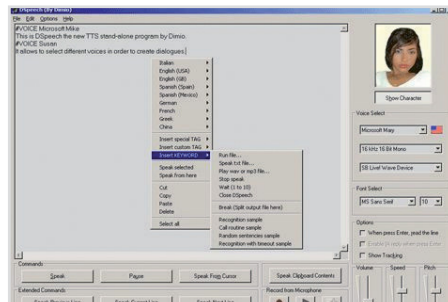 DSpeech (By Dimio)
File Edit Options Help
#VOICE Microsoft Mike
This is DSpeech the new TTS stand-alone program by Dimio.
#VOICE Susan
It allows to select different voices in order to create dialogues.
Italian
English (USA)
English (GB)
Spanish (Spain)
Spanish (Mexico)
German
French
Greek
China
Insert special TAG
Insert custom TAG
Insert KEYWORD
Speak selected
Speak from here
Cut
Copy
Paste
Delete
Select all
Run file...
Speak txt file...
Play wav or mp3 file...
Stop speak
Wait (1 to 10)
Close DSpeech
Break (Split output file here)
Recognition sample
Call routine sample
Random sentencies sample
Recognition with timeout sample
Show Character
Voice Select
Microsoft Mary
16 kHz 16 Bit Mono
SB Live! Wave Device
Font Select
MS Sans Serif 10
Options
When press Enter, read the line
Show Tracking
Volume Speed Pitch
Commands
Speak Pause Speak From Cursor Speak Clipboard Contents
Extended Commands Record from Microphone